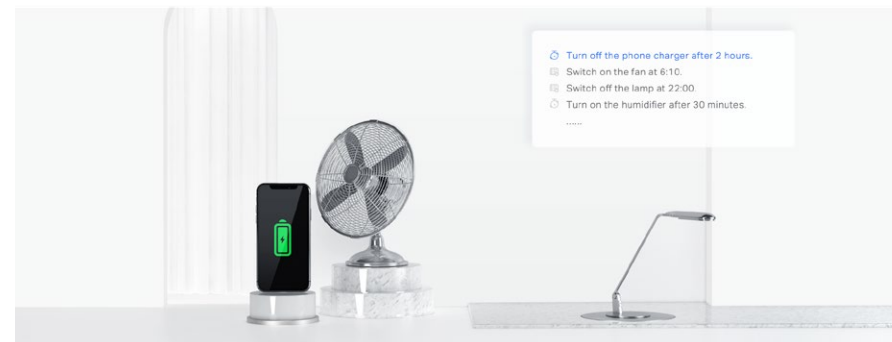 Turn off the phone charger after 2 hours.
Switch on the fan at 6:10.
Switch off the lamp at 22:00.
Turn on the humidifier after 30 minutes.
......